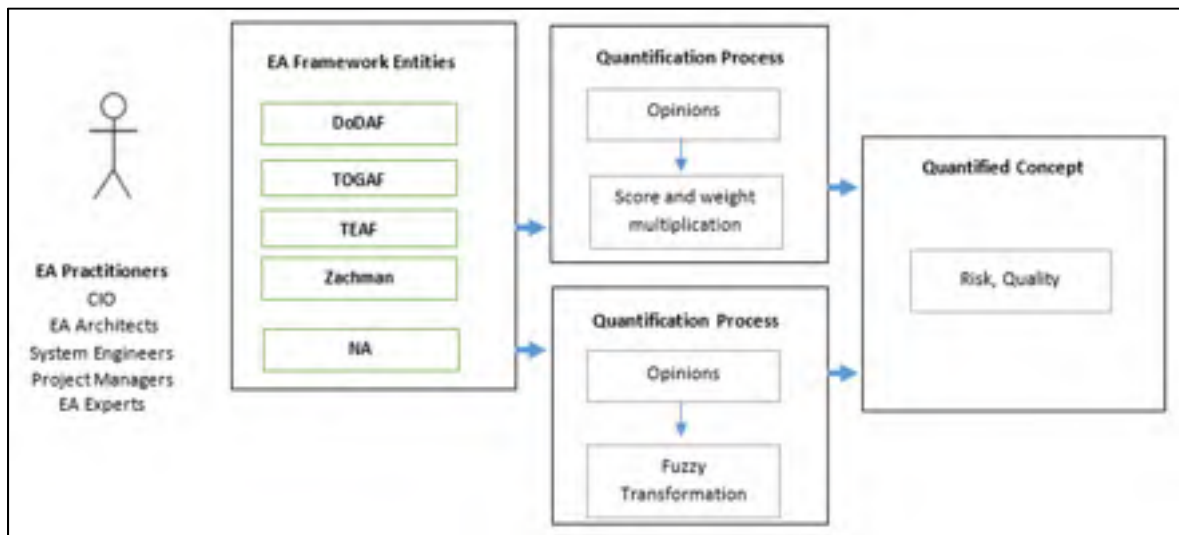 EA Practitioners
CIO
EA Architects
System Engineers
Project Managers
EA Experts
EA Framework Entities
DoDAF
TOGAF
TEAF
Zachman
NA
Quantification Process
Opinions
Score and weight
multiplication
Quantification Process
Opinions
Fuzzy
Transformation
Quantified Concept
Risk, Quality